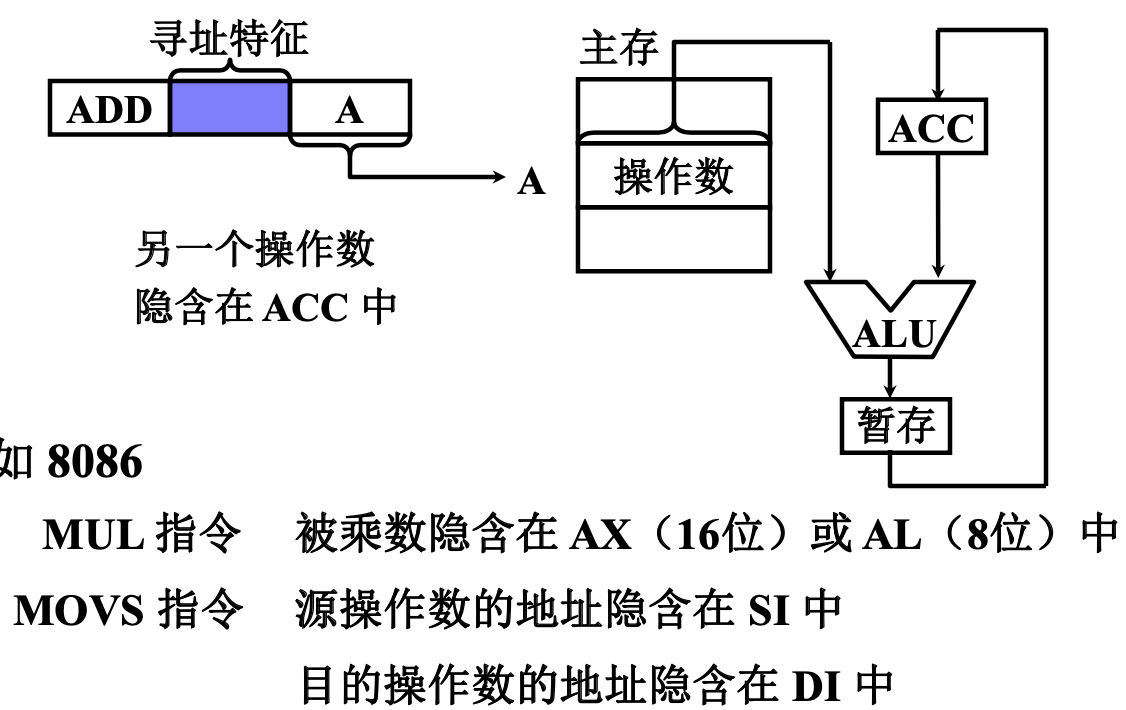 寻址特征
ADD
A
主存
ACC
A
操作数
另一个操作数
隐含在 ACC 中
ALU
暂存
如 8086
MUL 指令 被乘数隐含在 AX（16位）或 AL（8位）中
MOVS 指令 源操作数的地址隐含在 SI 中
目的操作数的地址隐含在 DI 中